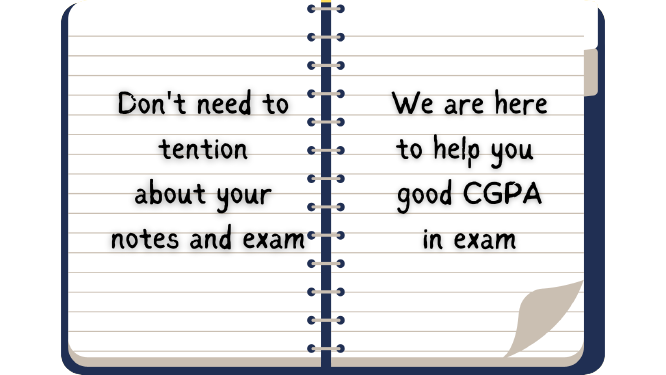 Don't need to
tention
about your
notes and exam
We are here
to help you
good CGPA
in exam